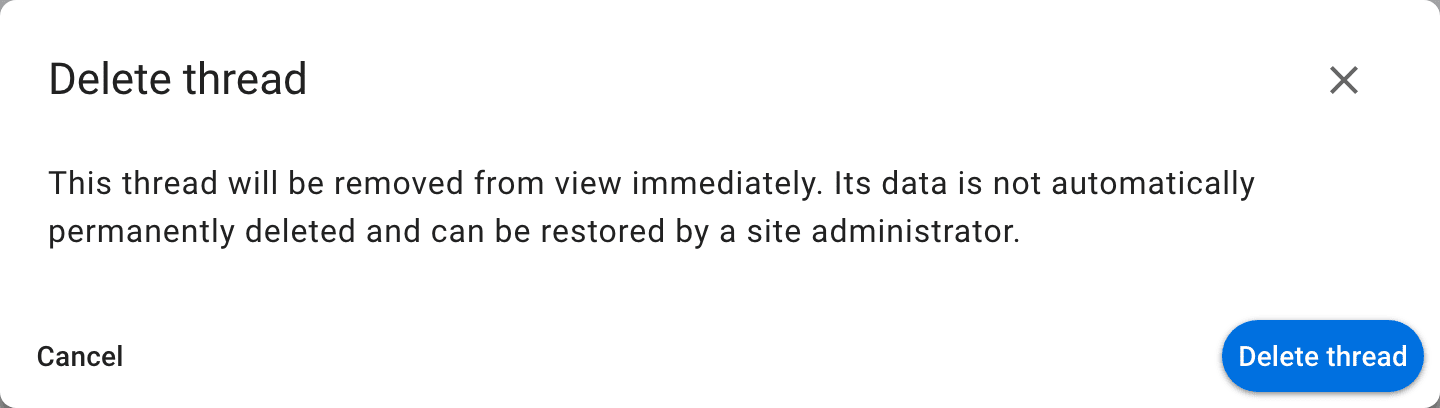 Delete thread
This thread will be removed from view immediately. Its data is not automatically
permanently deleted and can be restored by a site administrator.
Cancel
Delete thread